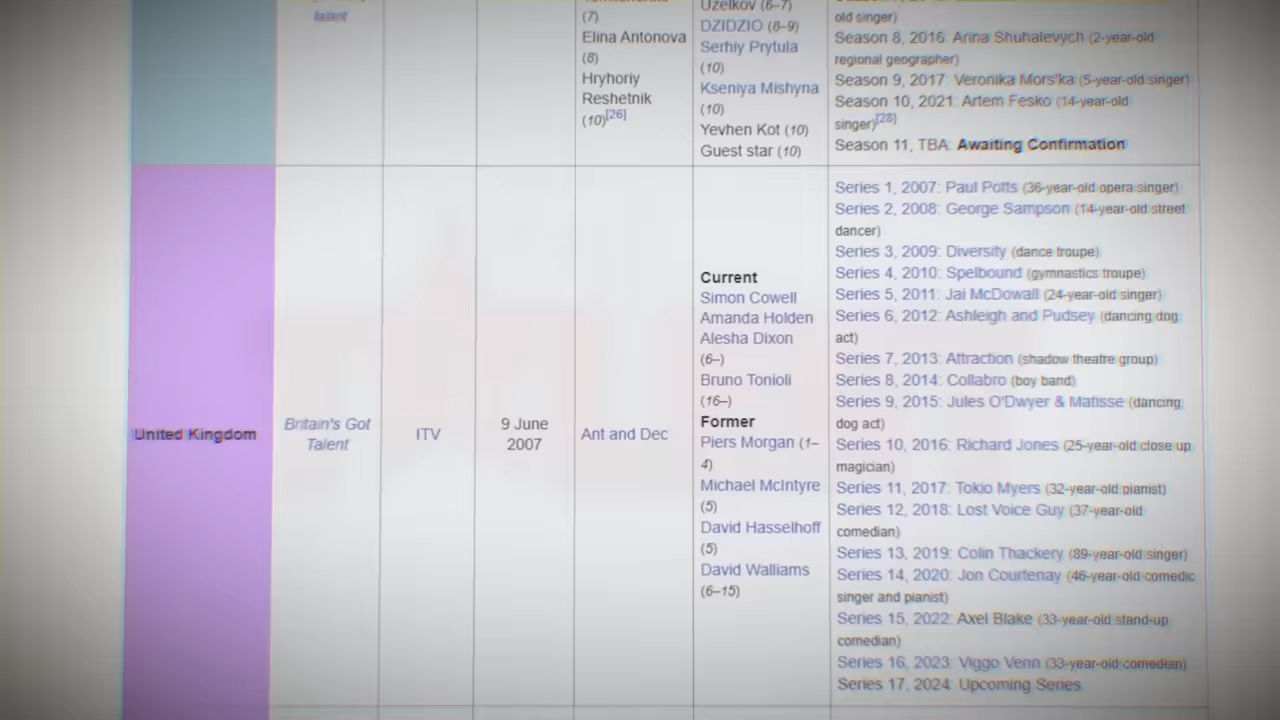 Talent
(7)
Elina Antonova
(8)
Hryhoriy
Reshetnik
(10)[26]
Uzelkov (6–7)
DZIDZIO (8–9)
Serhiy Prytula
(10)
Kseniya Mishyna
(10)
Yevhen Kot (10)
Guest star (10)
old singer)
Season 8, 2016: Anna Shuhalevych (2-year-old
regional geographer)
Season 9, 2017: Veronika Mors'ka (5-year-old singer)
Season 10, 2021: Artem Fesko (14-year-old
singer)[28]
Season 11, TBA: Awaiting Confirmation
United Kingdom
Britain's Got
Talent
ITV
9 June
2007
Ant and Dec
Current
Simon Cowell
Amanda Holden
Alesha Dixon
(6–)
Bruno Tonioli
(16–)
Former
Piers Morgan (1–
4)
Michael McIntyre
(5)
David Hasselhoff
(5)
David Walliams
(6–15)
Series 1, 2007: Paul Potts (36-year-old opera singer)
Series 2, 2008: George Sampson (14-year-old street
dancer)
Series 3, 2009: Diversity (dance troupe)
Series 4, 2010: Spelbound (gymnastics troupe)
Series 5, 2011: Jai McDowall (24-year-old singer)
Series 6, 2012: Ashleigh and Pudsey (dancing dog
act)
Series 7, 2013: Attraction (shadow theatre group)
Series 8, 2014: Collabro (boy band)
Series 9, 2015: Jules O'Dwyer & Matisse (dancing
dog act)
Series 10, 2016: Richard Jones (25-year-old close up
magician)
Series 11, 2017: Tokio Myers (32-year-old pianist)
Series 12, 2018: Lost Voice Guy (37-year-old
comedian)
Series 13, 2019: Colin Thackery (89-year-old singer)
Series 14, 2020: Jon Courtenay (46-year-old comedic
singer and pianist)
Series 15, 2022: Axel Blake (33-year-old stand-up
comedian)
Series 16, 2023: Viggo Venn (33-year-old comedian)
Series 17, 2024: Upcoming Series